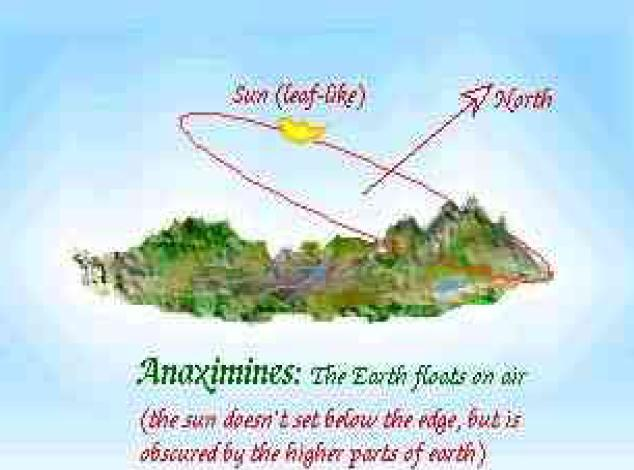 Sun (leaf-like)
North
Anaximines: The Earth floats on air
(the sun doesn't set below the edge, but is
obscured by the higher parts of earth)